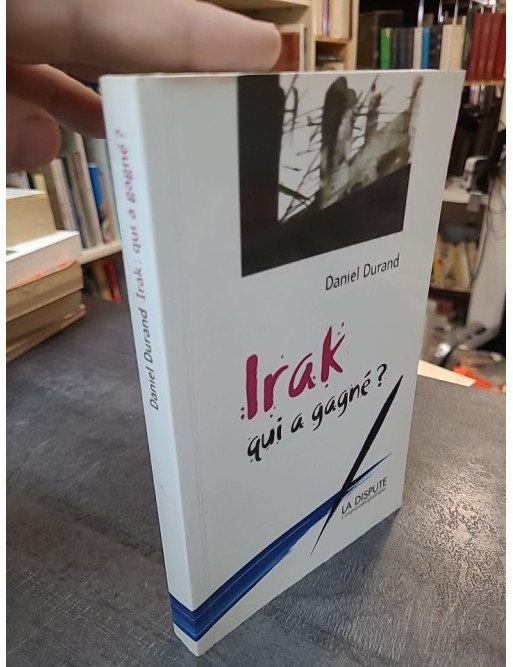 Daniel Durand Irak: qui a gagné ?
Daniel Durand
Irak
qui a gagné ?
LA DISPUTE